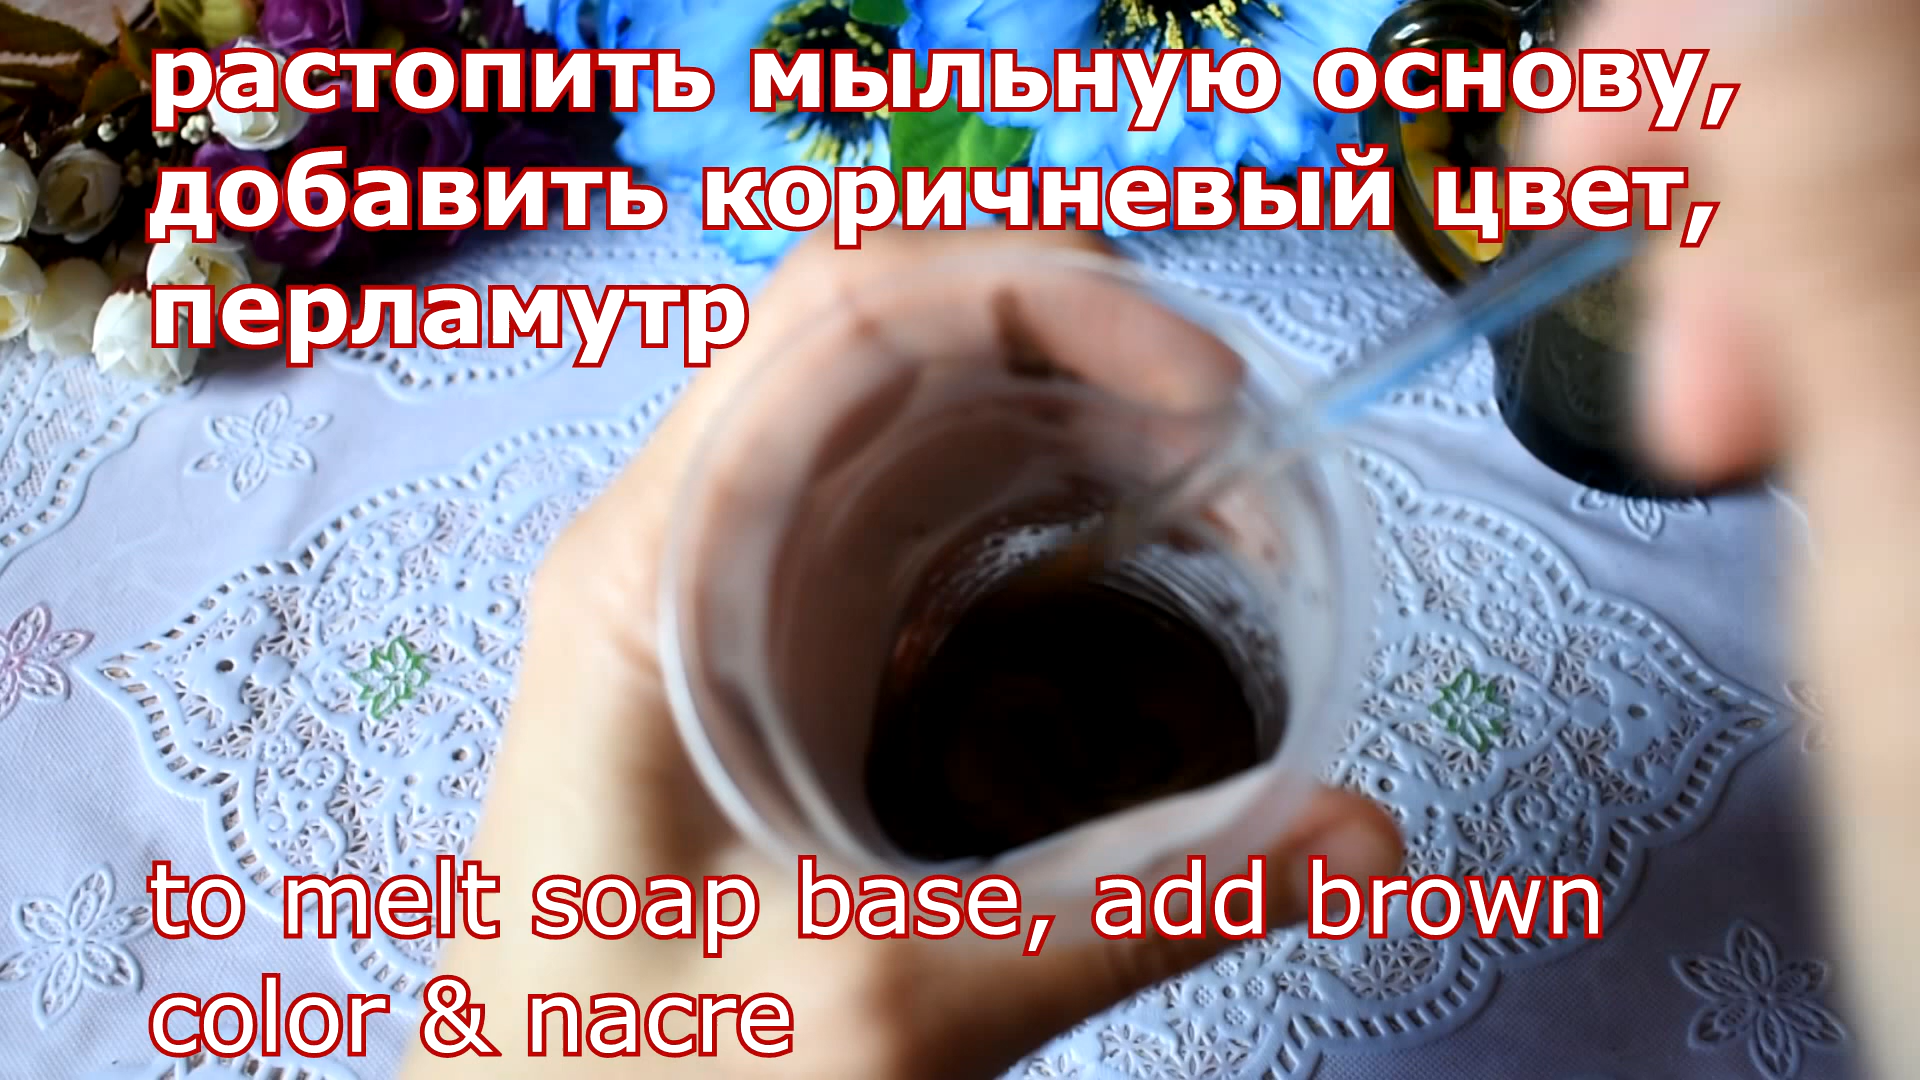 растопить мыльную основу,
добавить коричневый цвет,
перламутр
to melt soap base, add brown
color & nacre